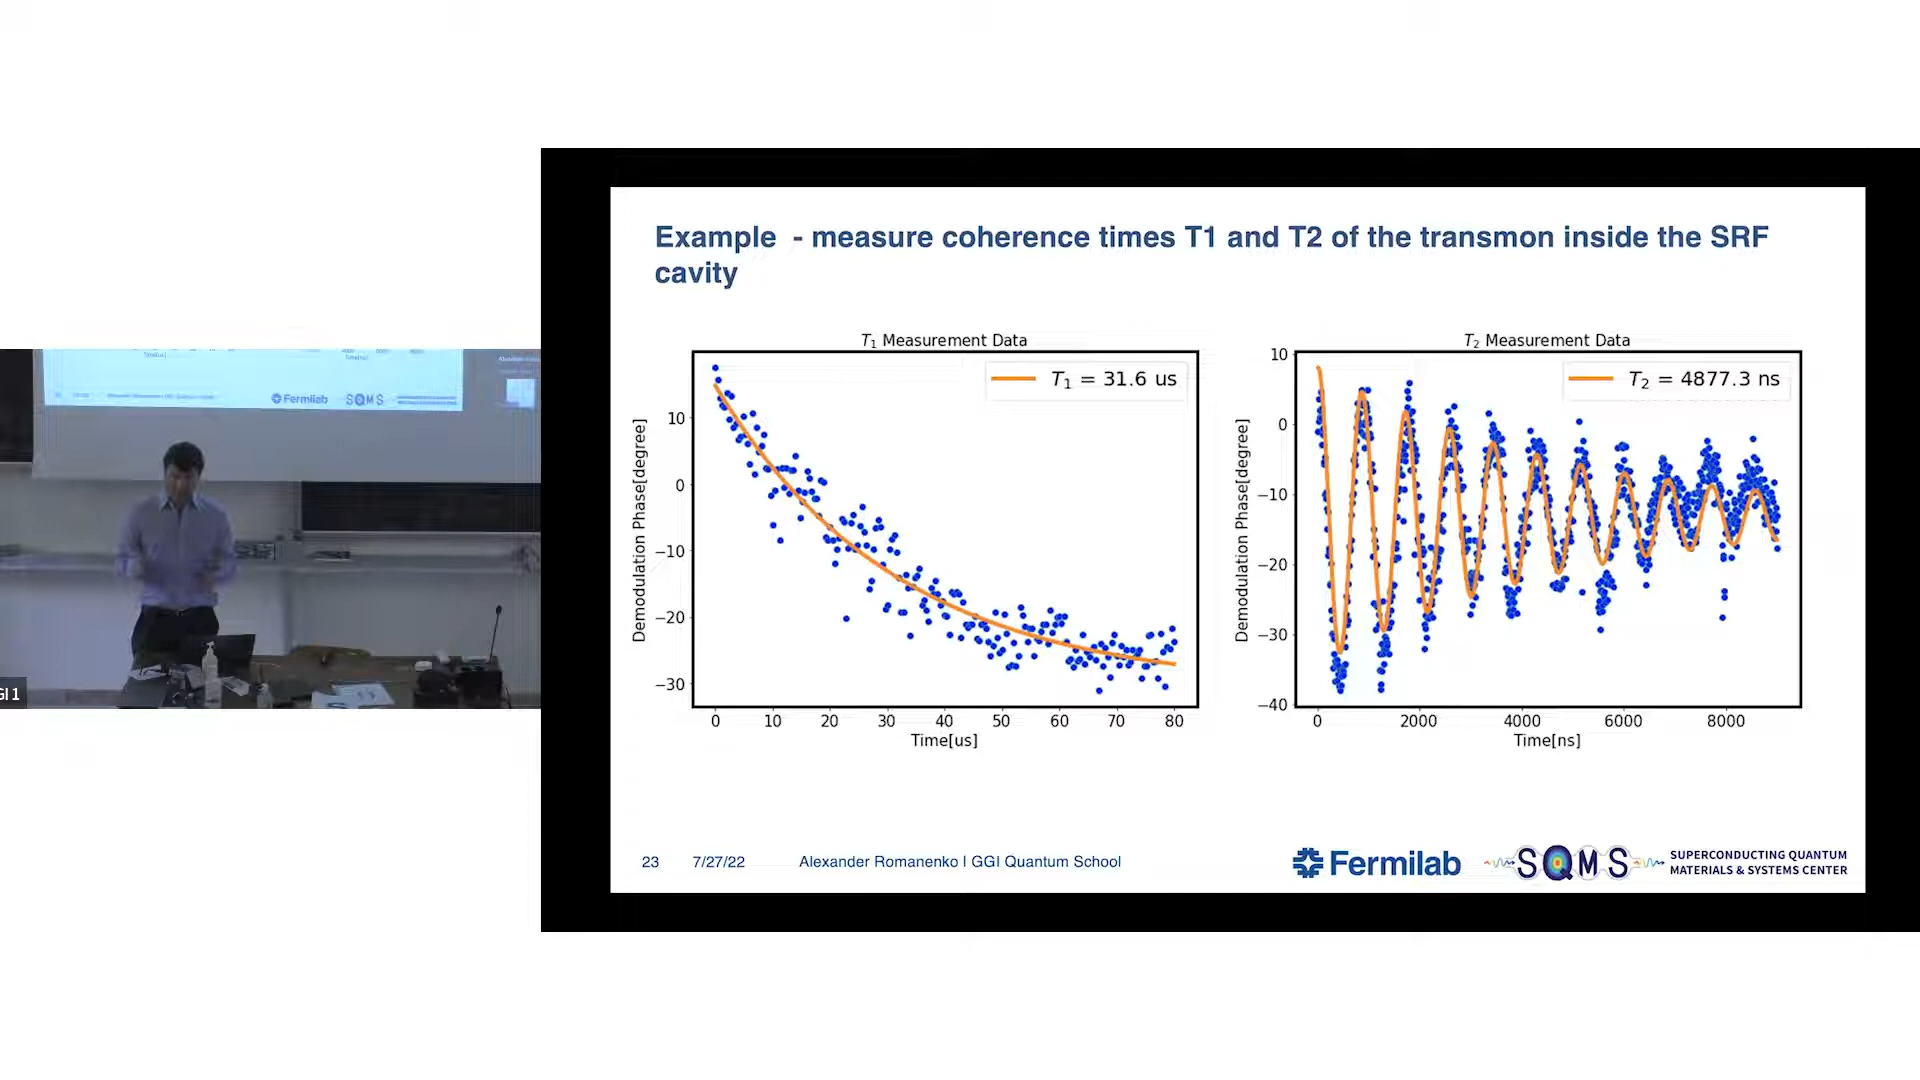 Example - measure coherence times T1 and T2 of the transmon inside the SRF
cavity
T₁ Measurement Data
T₁ = 31.6 us
Demodulation Phase[degree]
10
0
−10
−20
−30
0 10 20 30 40 50 60 70 80
Time[us]
T₂ Measurement Data
T₂ = 4877.3 ns
Demodulation Phase[degree]
10
0
−10
−20
−30
−40
0 2000 4000 6000 8000
Time[ns]
23 7/27/22 Alexander Romanenko | GGI Quantum School
Fermilab
SQMS
SUPERCONDUCTING QUANTUM
MATERIALS & SYSTEMS CENTER
Fermilab SQMS
GI 1